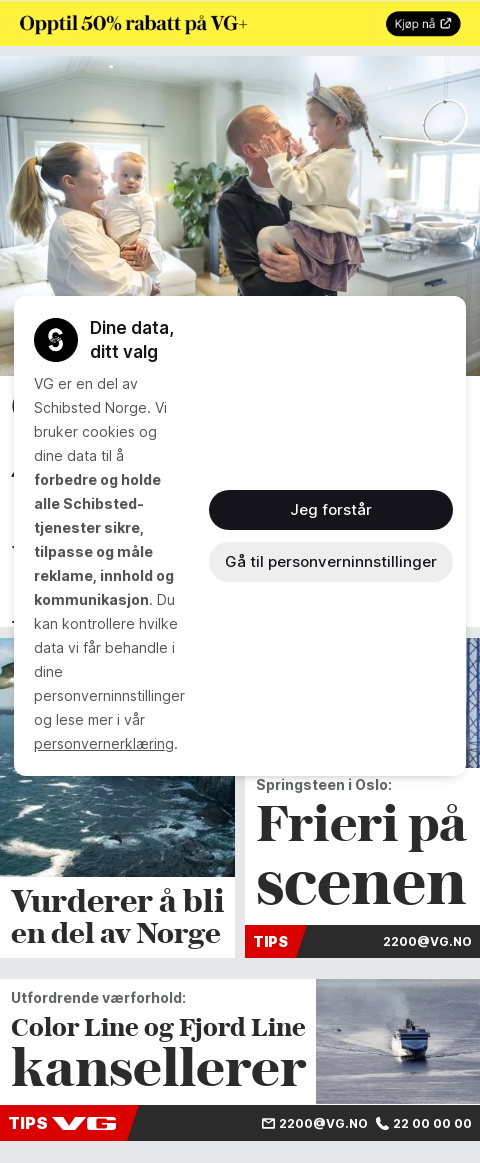 Opptil 50% rabatt på VG+
Kjøp nå
Dine data,
ditt valg
VG er en del av
Schibsted Norge. Vi
bruker cookies og
dine data til å
forbedre og holde
alle Schibsted-
tjenester sikre,
tilpasse og måle
reklame, innhold og
kommunikasjon. Du
kan kontrollere hvilke
data vi får behandle i
dine
personverninnstillinger
og lese mer i vår
personvernerklæring.
Jeg forstår
Gå til personverninnstillinger
Vurderer å bli
en del av Norge
Springsteen i Oslo:
Frieri på
scenen
TIPS
2200@VG.NO
Utfordrende værforhold:
Color Line og Fjord Line
kansellerer
TIPS VG
2200@VG.NO 22 00 00 00